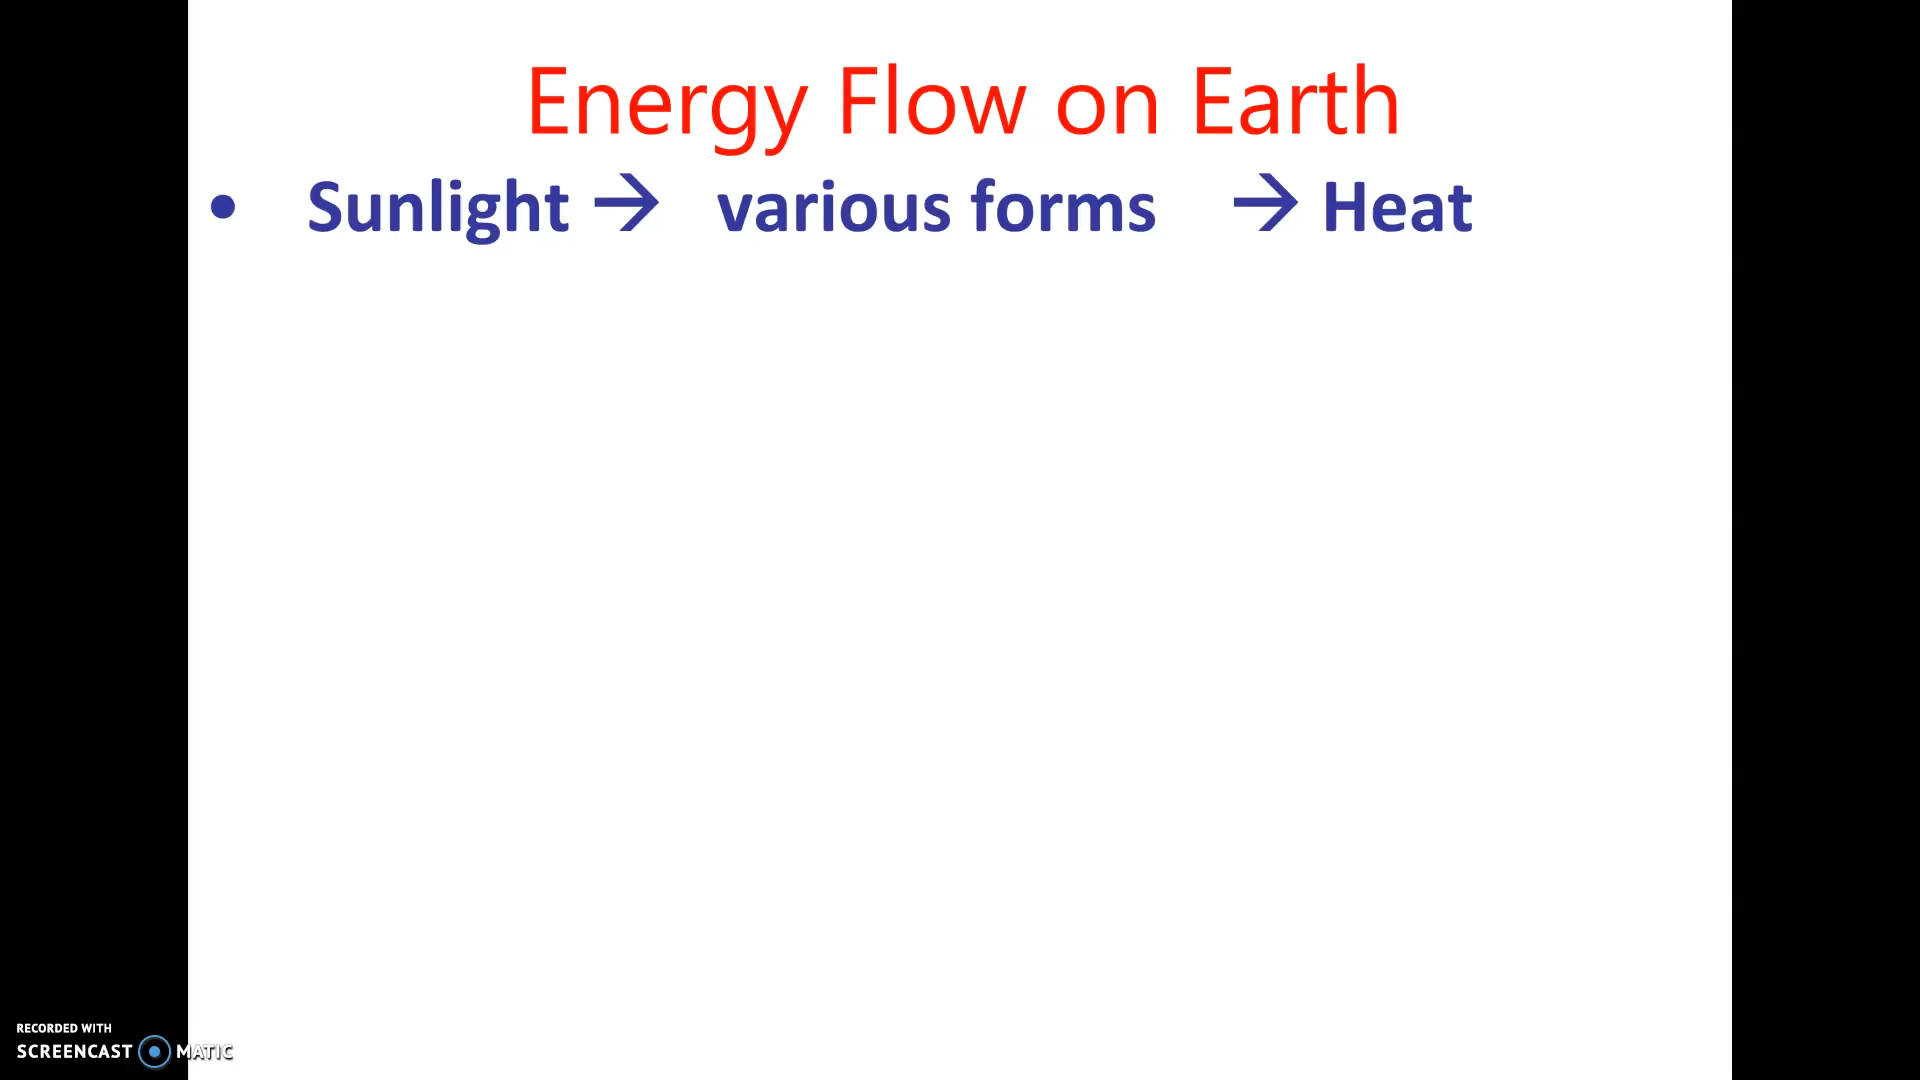 Energy Flow on Earth
• Sunlight → various forms → Heat
RECORDED WITH
SCREENCAST MATIC